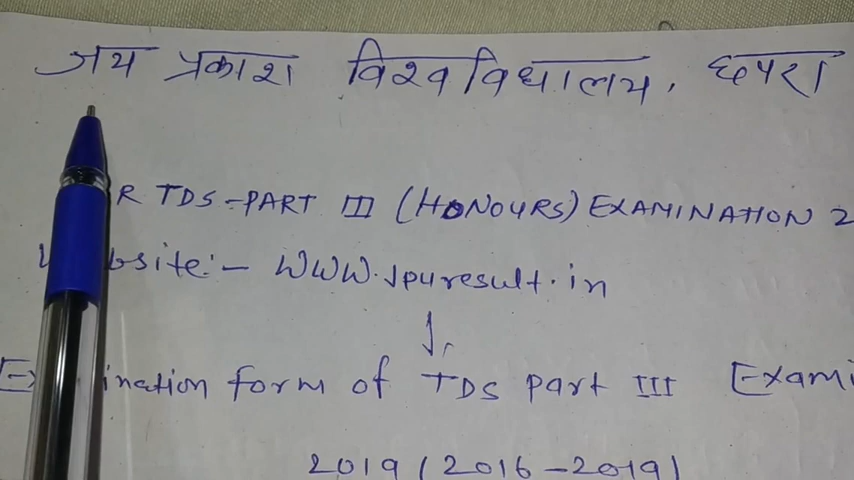 जय प्रकाश विश्वविधालय, छपरा
R TDS-PART III (HONOURS) EXAMINATION 2
bsite:- WWW.Jpuresult.in
ination form of TDS part III Exami
2019 (2016-2019)